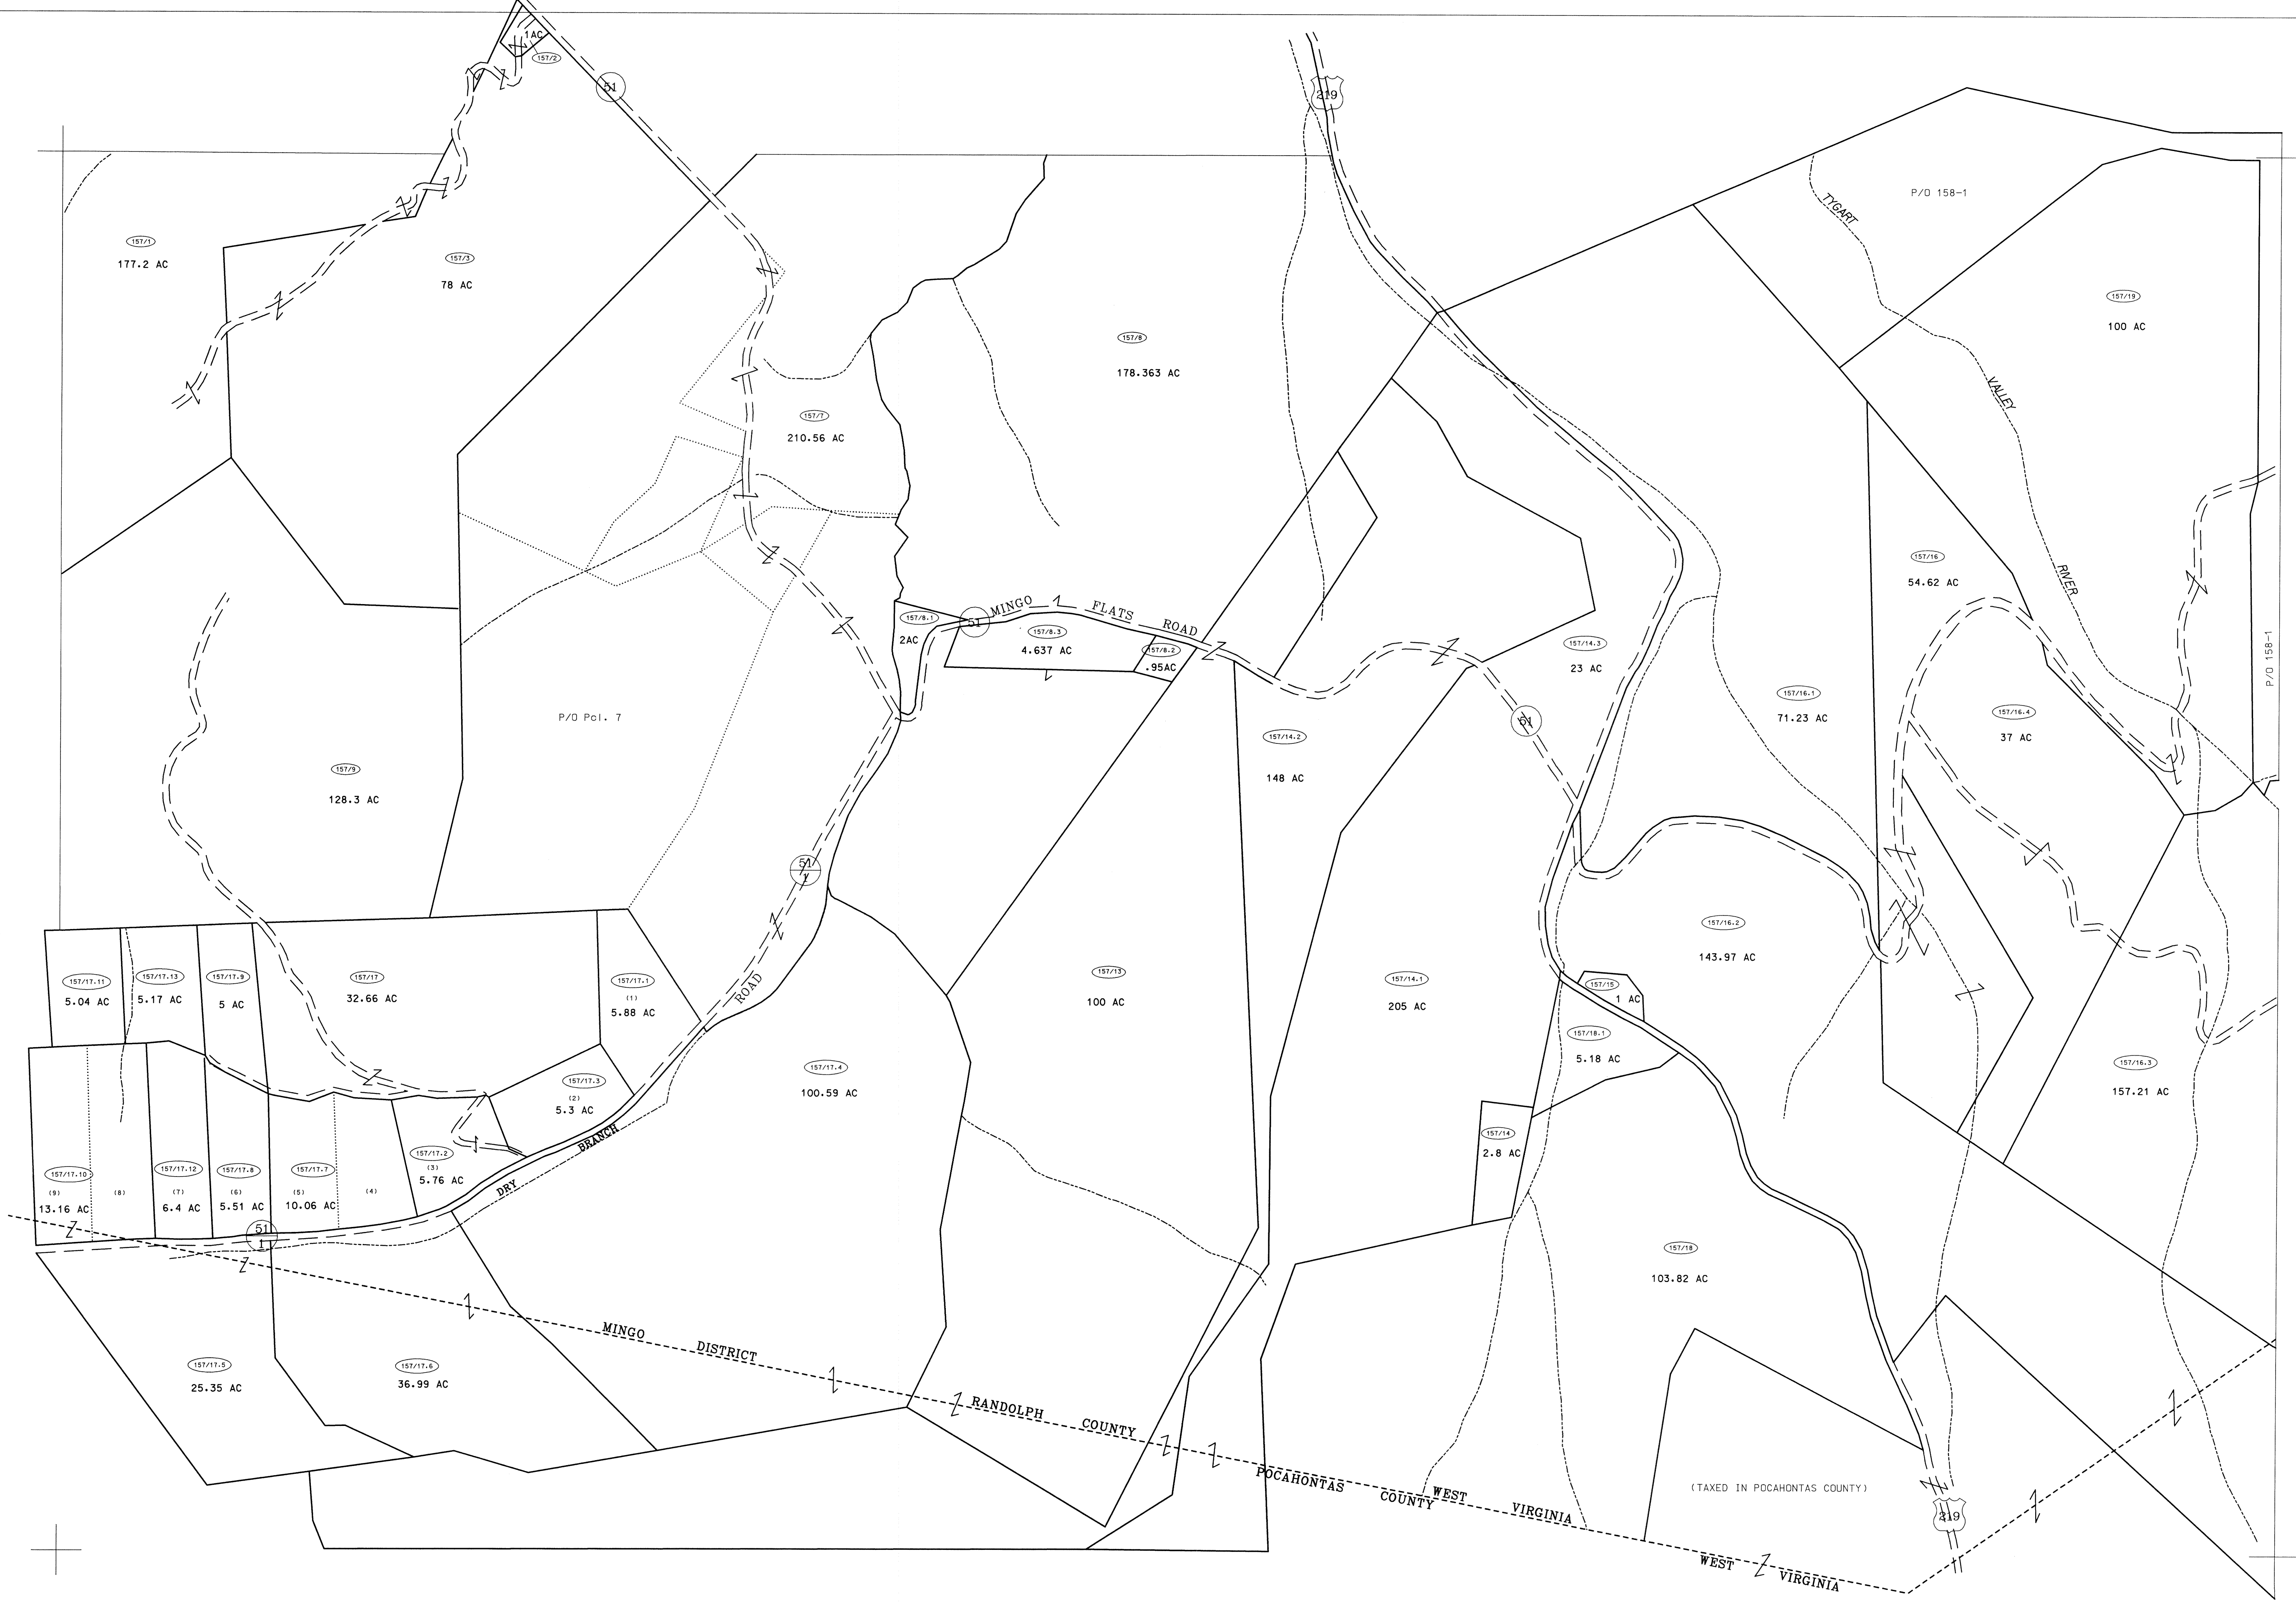 1AC
157/2
51
219
157/1
177.2 AC
157/3
78 AC
P/O 158-1
TYGART
VALLEY
RIVER
157/19
100 AC
157/8
178.363 AC
157/7
210.56 AC
157/16
54.62 AC
MINGO FLATS ROAD
51
157/8.1
2AC
157/8.3
4.637 AC
157/8.2
.95AC
157/14.3
23 AC
P/O 158-1
157/16.1
71.23 AC
157/16.4
37 AC
P/O Pcl. 7
51
157/14.2
148 AC
157/9
128.3 AC
51
1
ROAD
157/16.2
143.97 AC
157/17.11
5.04 AC
157/17.13
5.17 AC
157/17.9
5 AC
157/17
32.66 AC
157/17.1
(1)
5.88 AC
157/13
100 AC
157/14.1
205 AC
157/15
1 AC
157/18.1
5.18 AC
157/16.3
157.21 AC
157/17.4
100.59 AC
157/17.3
(2)
5.3 AC
DRY BRANCH
157/14
2.8 AC
157/17.10
(9)
13.16 AC
(8)
157/17.12
(7)
6.4 AC
157/17.8
(6)
5.51 AC
157/17.7
(5)
10.06 AC
(4)
157/17.2
(3)
5.76 AC
51
1
157/18
103.82 AC
157/17.5
25.35 AC
157/17.6
36.99 AC
MINGO DISTRICT
RANDOLPH COUNTY
POCAHONTAS COUNTY
WEST VIRGINIA
WEST VIRGINIA
(TAXED IN POCAHONTAS COUNTY)
219